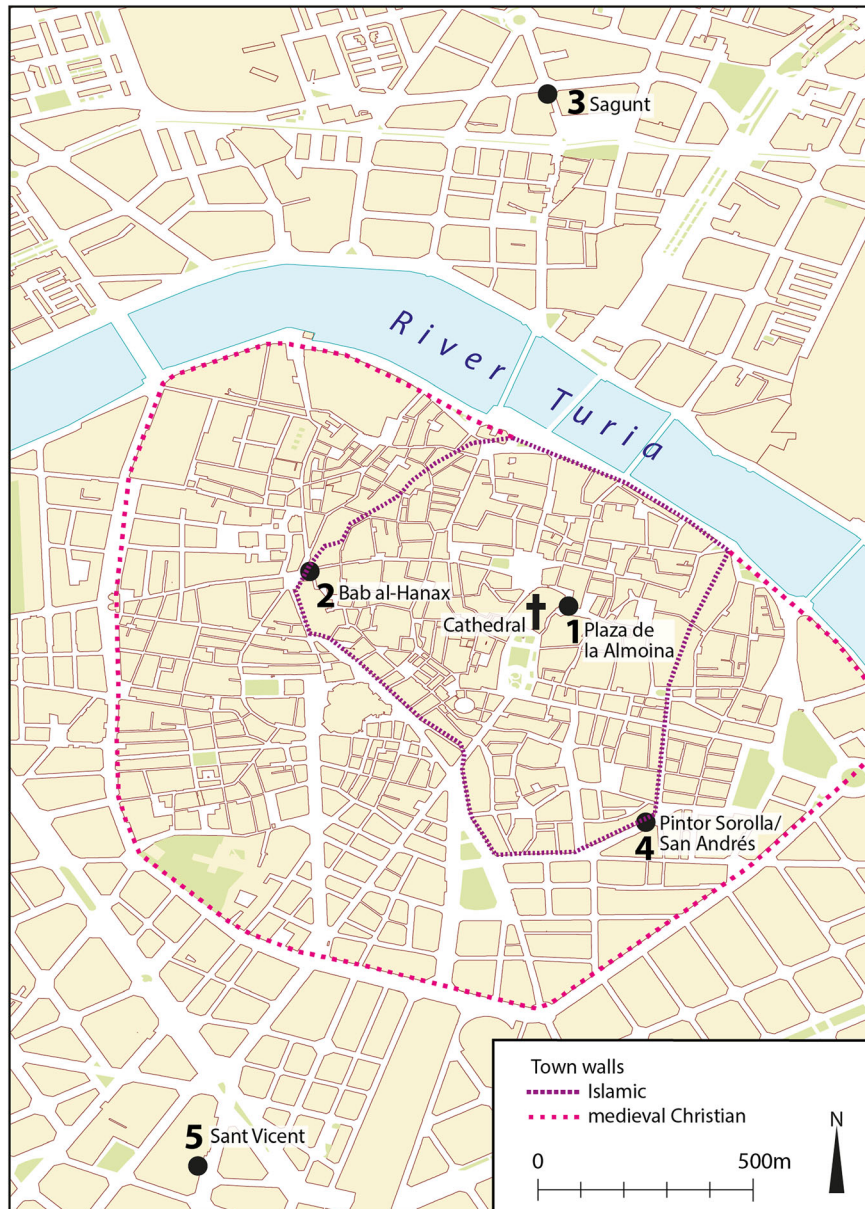 3 Sagunt
River
Turia
2 Bab al-Hanax
Cathedral
1 Plaza de
la Almoina
Pintor Sorolla/
4 San Andrés
5 Sant Vicent
Town walls
Islamic
medieval Christian
N
0 500m